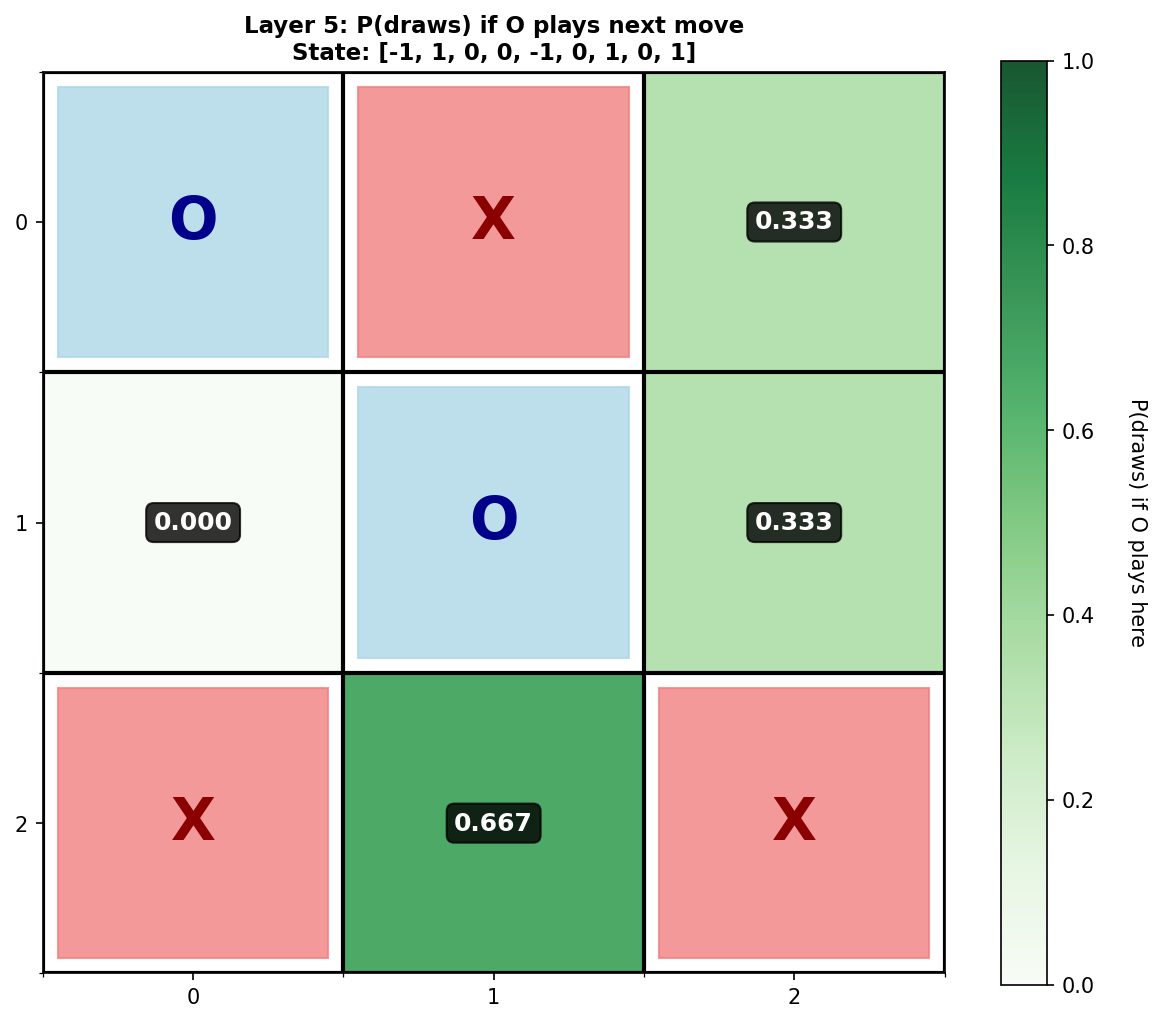 Layer 5: P(draws) if O plays next move
State: [-1, 1, 0, 0, -1, 0, 1, 0, 1]
O
X
0.333
0.000
O
0.333
X
0.667
X
0
1
2
0
1
2
1.0
0.8
0.6
0.4
0.2
0.0
P(draws) if O plays here